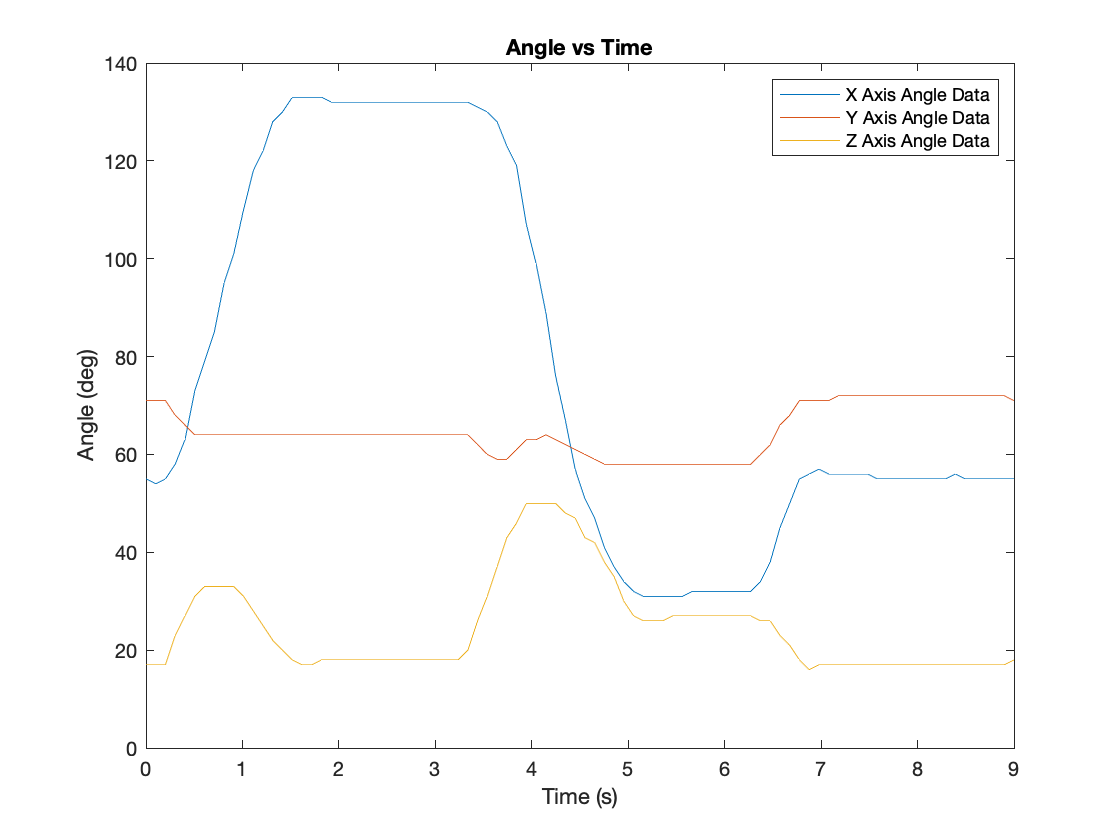 Angle vs Time
X Axis Angle Data
Y Axis Angle Data
Z Axis Angle Data
140
120
100
80
60
40
20
0
Angle (deg)
0 1 2 3 4 5 6 7 8 9
Time (s)